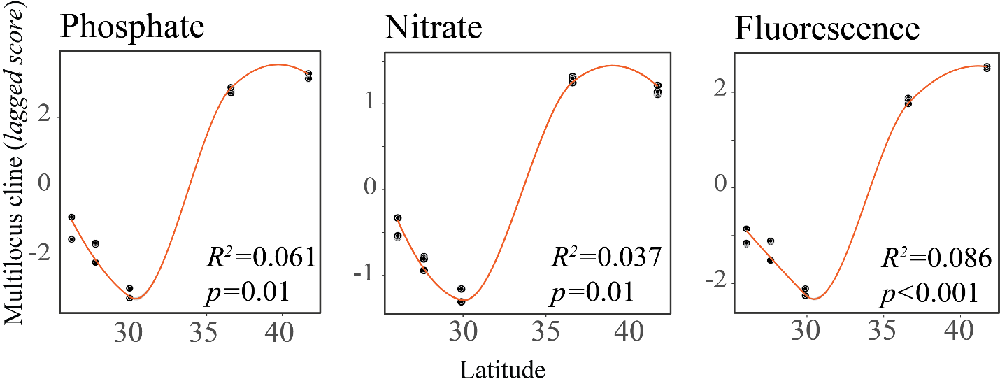 Phosphate
Nitrate
Fluorescence
Multilocus cline (lagged score)
2
0
-2
30
35
40
R²=0.061
p=0.01
1
0
-1
30
35
40
R²=0.037
p=0.01
2
0
-2
30
35
40
R²=0.086
p<0.001
Latitude